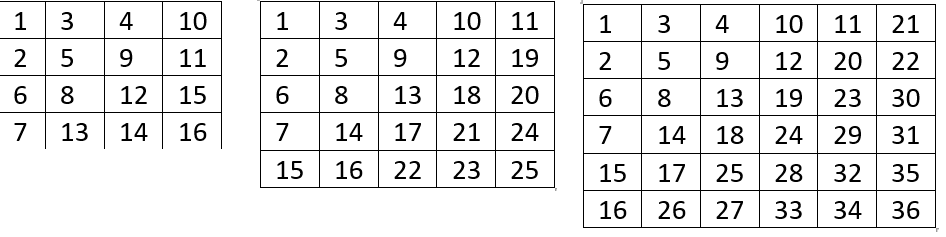 1 3 4 10
2 5 9 11
6 8 12 15
7 13 14 16
1 3 4 10 11
2 5 9 12 19
6 8 13 18 20
7 14 17 21 24
15 16 22 23 25
1 3 4 10 11 21
2 5 9 12 20 22
6 8 13 19 23 30
7 14 18 24 29 31
15 17 25 28 32 35
16 26 27 33 34 36